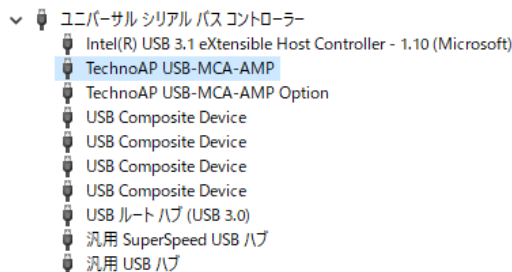 ユニバーサル シリアル バス コントローラー
Intel(R) USB 3.1 eXtensible Host Controller - 1.10 (Microsoft)
TechnoAP USB-MCA-AMP
TechnoAP USB-MCA-AMP Option
USB Composite Device
USB Composite Device
USB Composite Device
USB Composite Device
USB ルート ハブ (USB 3.0)
汎用 SuperSpeed USB ハブ
汎用 USB ハブ